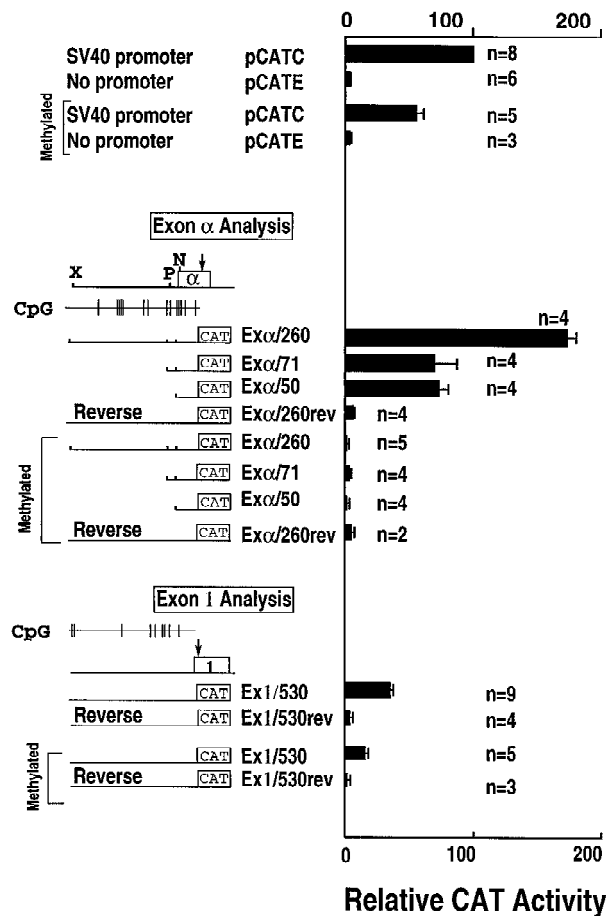 0 100 200
SV40 promoter pCATC n=8
No promoter pCATE n=6
Methylated
SV40 promoter pCATC n=5
No promoter pCATE n=3
Exon α Analysis
X P N α
CpG
n=4
CAT Exα/260
CAT Exα/71 n=4
CAT Exα/50 n=4
Reverse CAT Exα/260rev n=4
Methylated
CAT Exα/260 n=5
CAT Exα/71 n=4
CAT Exα/50 n=4
Reverse CAT Exα/260rev n=2
Exon 1 Analysis
CpG
1
CAT Ex1/530 n=9
Reverse CAT Ex1/530rev n=4
Methylated
CAT Ex1/530 n=5
Reverse CAT Ex1/530rev n=3
0 100 200
Relative CAT Activity